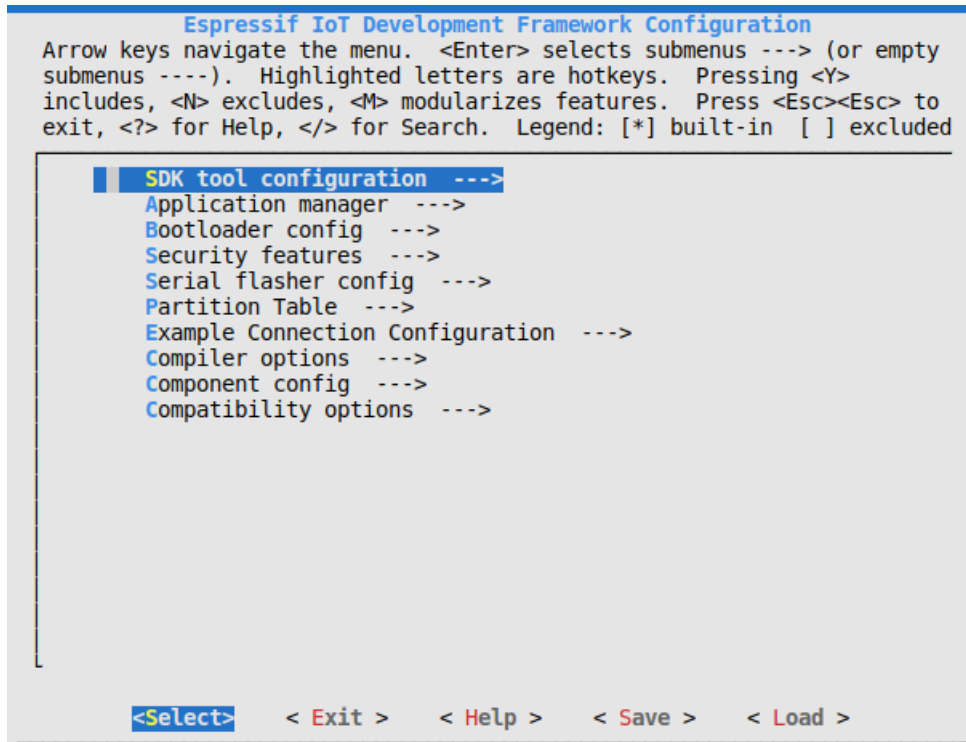 Espressif IoT Development Framework Configuration
Arrow keys navigate the menu.  <Enter> selects submenus ---> (or empty
submenus ----).  Highlighted letters are hotkeys.  Pressing <Y>
includes, <N> excludes, <M> modularizes features.  Press <Esc><Esc> to
exit, <?> for Help, </> for Search.  Legend: [*] built-in  [ ] excluded
SDK tool configuration  --->
Application manager  --->
Bootloader config  --->
Security features  --->
Serial flasher config  --->
Partition Table  --->
Example Connection Configuration  --->
Compiler options  --->
Component config  --->
Compatibility options  --->
<Select>    < Exit >    < Help >    < Save >    < Load >